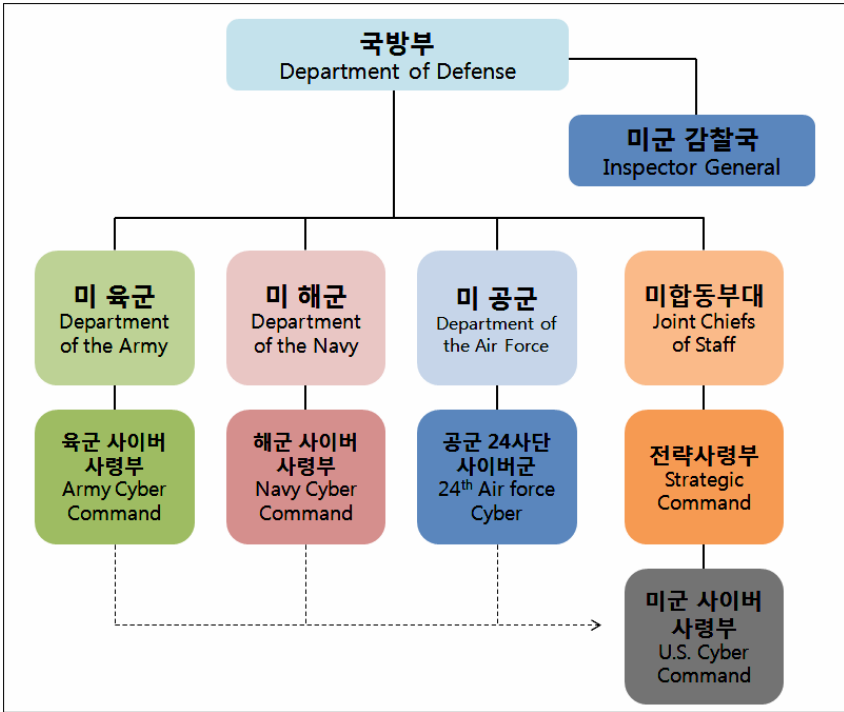 국방부
Department of Defense
미군 감찰국
Inspector General
미 육군
Department
of the Army
미 해군
Department
of the Navy
미 공군
Department of
the Air Force
미합동부대
Joint Chiefs
of Staff
육군 사이버
사령부
Army Cyber
Command
해군 사이버
사령부
Navy Cyber
Command
공군 24사단
사이버군
24th Air force
Cyber
전략사령부
Strategic
Command
미군 사이버
사령부
U.S. Cyber
Command